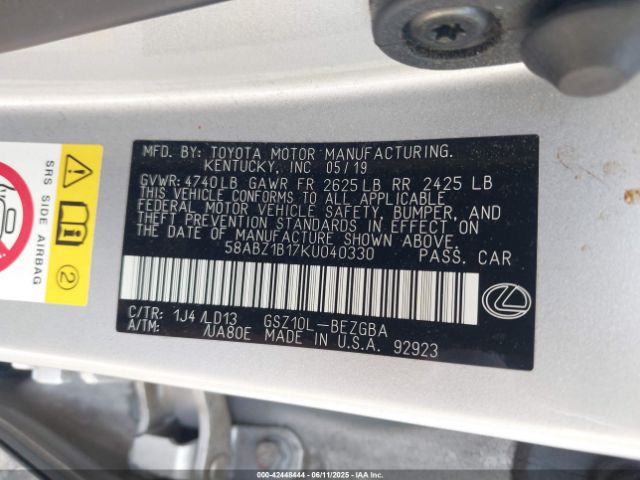 MFD. BY: TOYOTA MOTOR MANUFACTURING.
KENTUCKY, INC 05/19
GVWR: 4740LB GAWR FR 2625LB RR 2425 LB
THIS VEHICLE CONFORMS TO ALL APPLICABLE
FEDERAL MOTOR VEHICLE SAFETY, BUMPER, AND
THEFT PREVENTION STANDARDS IN EFFECT ON
THE DATE OF MANUFACTURE SHOWN ABOVE.
58ABZ1B17KU040330 PASS. CAR
C/TR: 1J4 /LD13 GSZ10L-BEZGBA
A/TM: /UA80E MADE IN U.S.A. 92923
SRS SIDE AIRBAG
2
000-42448444 - 06/11/2025 - IAA Inc.